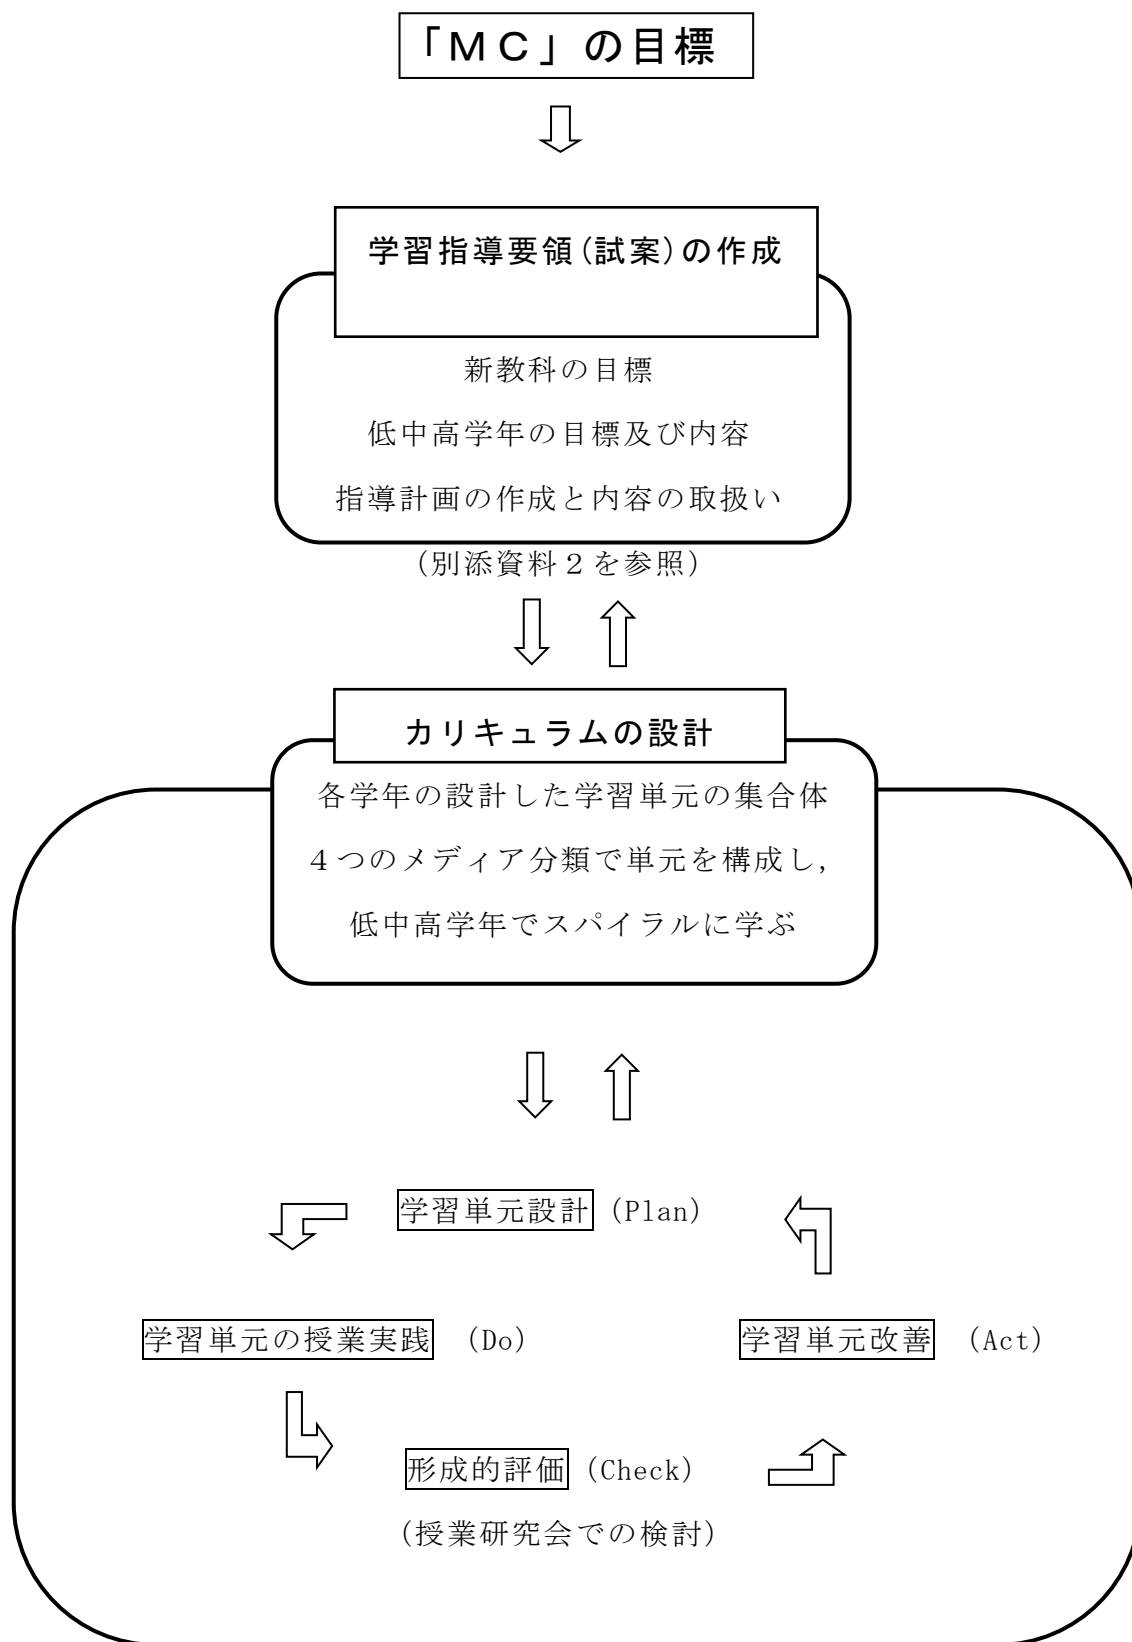 「ＭＣ」の目標
学習指導要領(試案)の作成
新教科の目標
低中高学年の目標及び内容
指導計画の作成と内容の取扱い
（別添資料２を参照）
カリキュラムの設計
各学年の設計した学習単元の集合体
４つのメディア分類で単元を構成し，
低中高学年でスパイラルに学ぶ
学習単元設計（Plan）
学習単元の授業実践　（Do）
学習単元改善　（Act）
形成的評価（Check）
（授業研究会での検討）